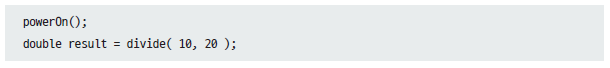 powerOn();
double result = divide( 10, 20 );